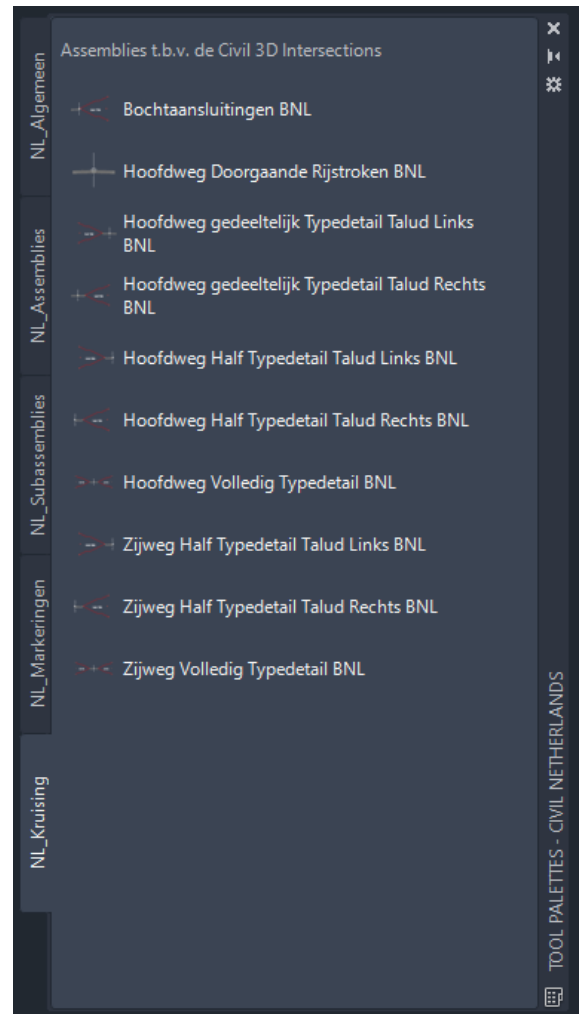 Assemblies t.b.v. de Civil 3D Intersections
Bochtaansluitingen BNL
Hoofdweg Doorgaande Rijstroken BNL
Hoofdweg gedeeltelijk Typedetail Talud Links
BNL
Hoofdweg gedeeltelijk Typedetail Talud Rechts
BNL
Hoofdweg Half Typedetail Talud Links BNL
Hoofdweg Half Typedetail Talud Rechts BNL
Hoofdweg Volledig Typedetail BNL
Zijweg Half Typedetail Talud Links BNL
Zijweg Half Typedetail Talud Rechts BNL
Zijweg Volledig Typedetail BNL
NL_Algemeen
NL_Assemblies
NL_Subassemblies
NL_Markeringen
NL_Kruising
TOOL PALETTES - CIVIL NETHERLANDS